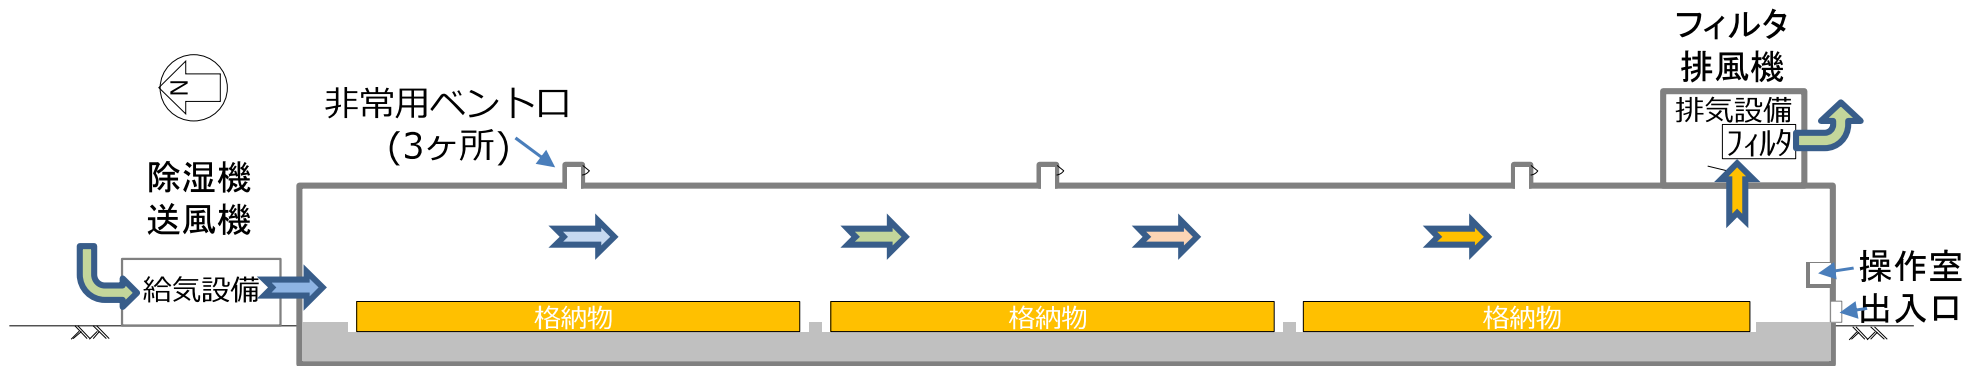 フィルタ
排風機
排気設備
フィルタ
N
非常用ベントロ
(3ヶ所)
除湿機
送風機
給気設備
格納物
格納物
格納物
操作室
出入口